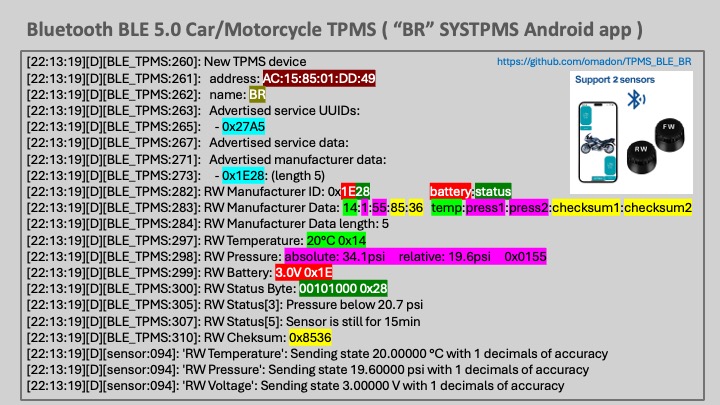 Bluetooth BLE 5.0 Car/Motorcycle TPMS ( “BR” SYSTPMS Android app )
[22:13:19][D][BLE_TPMS:260]: New TPMS device
https://github.com/omadon/TPMS_BLE_BR
[22:13:19][D][BLE_TPMS:261]: address: AC:15:85:01:DD:49
Support 2 sensors
[22:13:19][D][BLE_TPMS:262]: name: BR
[22:13:19][D][BLE_TPMS:263]: Advertised service UUIDs:
[22:13:19][D][BLE_TPMS:265]: - 0x27A5
FW
[22:13:19][D][BLE_TPMS:267]: Advertised service data:
RW
[22:13:19][D][BLE_TPMS:271]: Advertised manufacturer data:
[22:13:19][D][BLE_TPMS:273]: - 0x1E28: (length 5)
[22:13:19][D][BLE_TPMS:282]: RW Manufacturer ID: 0x1E28 battery:status
[22:13:19][D][BLE_TPMS:283]: RW Manufacturer Data: 14:1:55:85:36 temp:press1:press2:checksum1:checksum2
[22:13:19][D][BLE_TPMS:284]: RW Manufacturer Data length: 5
[22:13:19][D][BLE_TPMS:297]: RW Temperature: 20°C 0x14
[22:13:19][D][BLE_TPMS:298]: RW Pressure: absolute: 34.1psi relative: 19.6psi 0x0155
[22:13:19][D][BLE_TPMS:299]: RW Battery: 3.0V 0x1E
[22:13:19][D][BLE_TPMS:300]: RW Status Byte: 00101000 0x28
[22:13:19][D][BLE_TPMS:305]: RW Status[3]: Pressure below 20.7 psi
[22:13:19][D][BLE_TPMS:307]: RW Status[5]: Sensor is still for 15min
[22:13:19][D][BLE_TPMS:310]: RW Cheksum: 0x8536
[22:13:19][D][sensor:094]: 'RW Temperature': Sending state 20.00000 °C with 1 decimals of accuracy
[22:13:19][D][sensor:094]: 'RW Pressure': Sending state 19.60000 psi with 1 decimals of accuracy
[22:13:19][D][sensor:094]: 'RW Voltage': Sending state 3.00000 V with 1 decimals of accuracy